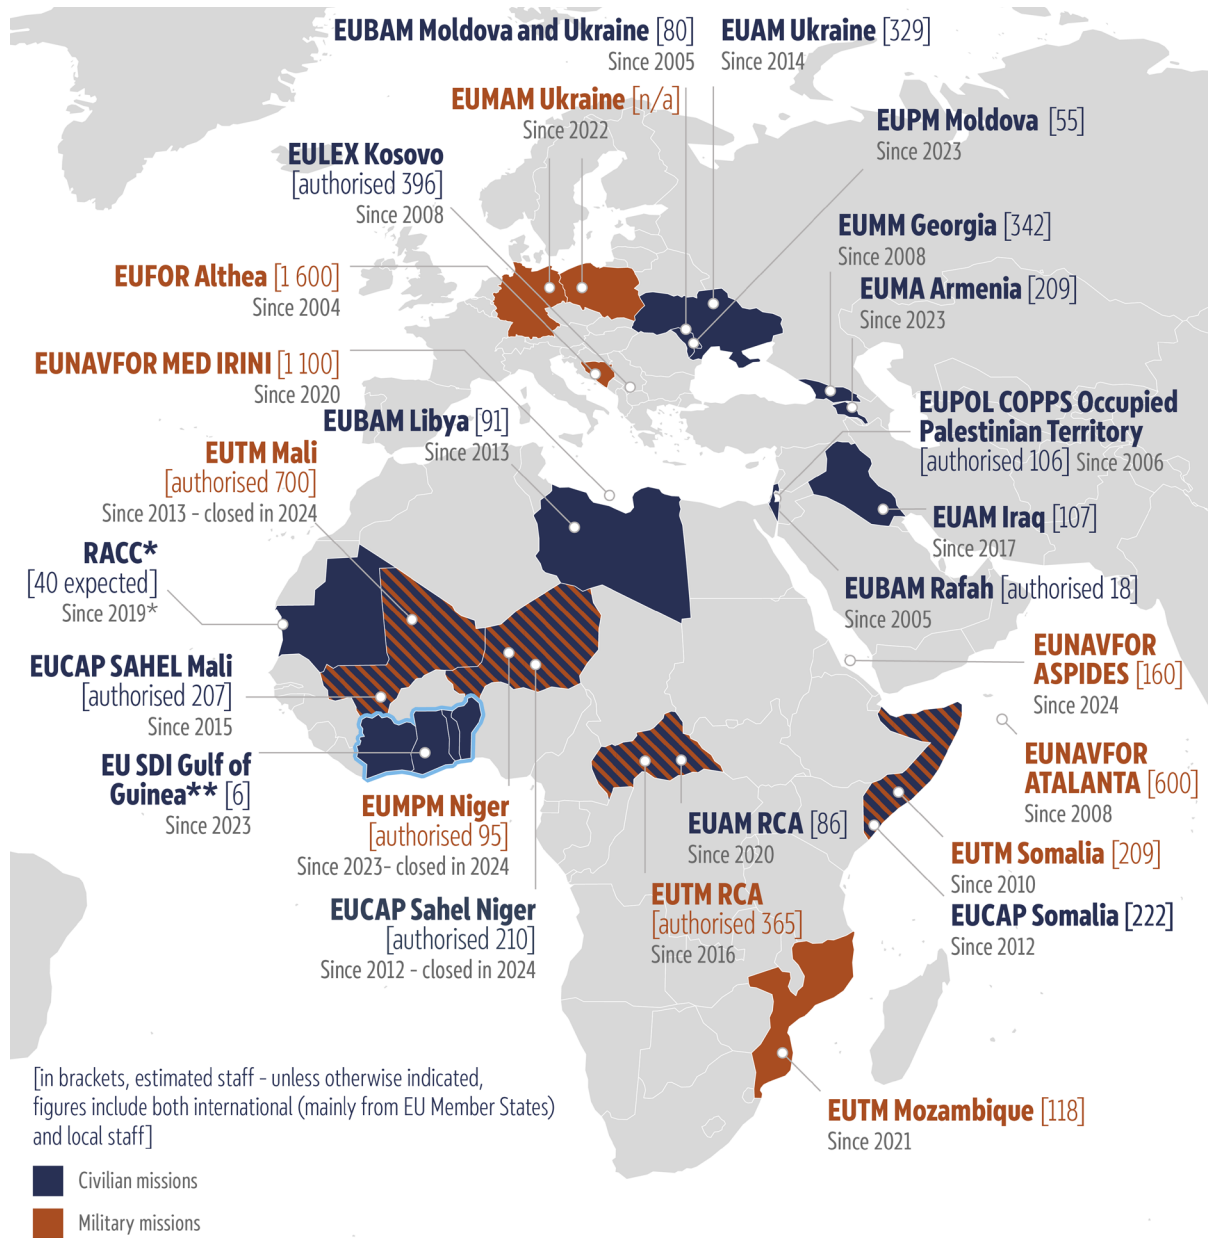 EUBAM Moldova and Ukraine [80]
Since 2005
EUAM Ukraine [329]
Since 2014
EUMAM Ukraine [n/a]
Since 2022
EUPM Moldova [55]
Since 2023
EULEX Kosovo
[authorised 396]
Since 2008
EUMM Georgia [342]
Since 2008
EUFOR Althea [1 600]
Since 2004
EUMA Armenia [209]
Since 2023
EUNAVFOR MED IRINI [1 100]
Since 2020
EUBAM Libya [91]
Since 2013
EUPOL COPPS Occupied
Palestinian Territory
[authorised 106] Since 2006
EUTM Mali
[authorised 700]
Since 2013 - closed in 2024
EUAM Iraq [107]
Since 2017
RACC*
[40 expected]
Since 2019*
EUBAM Rafah [authorised 18]
Since 2005
EUCAP SAHEL Mali
[authorised 207]
Since 2015
EUNAVFOR
ASPIDES [160]
Since 2024
EU SDI Gulf of
Guinea** [6]
Since 2023
EUNAVFOR
ATALANTA [600]
Since 2008
EUMPM Niger
[authorised 95]
Since 2023- closed in 2024
EUAM RCA [86]
Since 2020
EUTM Somalia [209]
Since 2010
EUCAP Sahel Niger
[authorised 210]
Since 2012 - closed in 2024
EUTM RCA
[authorised 365]
Since 2016
EUCAP Somalia [222]
Since 2012
EUTM Mozambique [118]
Since 2021
[in brackets, estimated staff - unless otherwise indicated,
figures include both international (mainly from EU Member States)
and local staff]
Civilian missions
Military missions